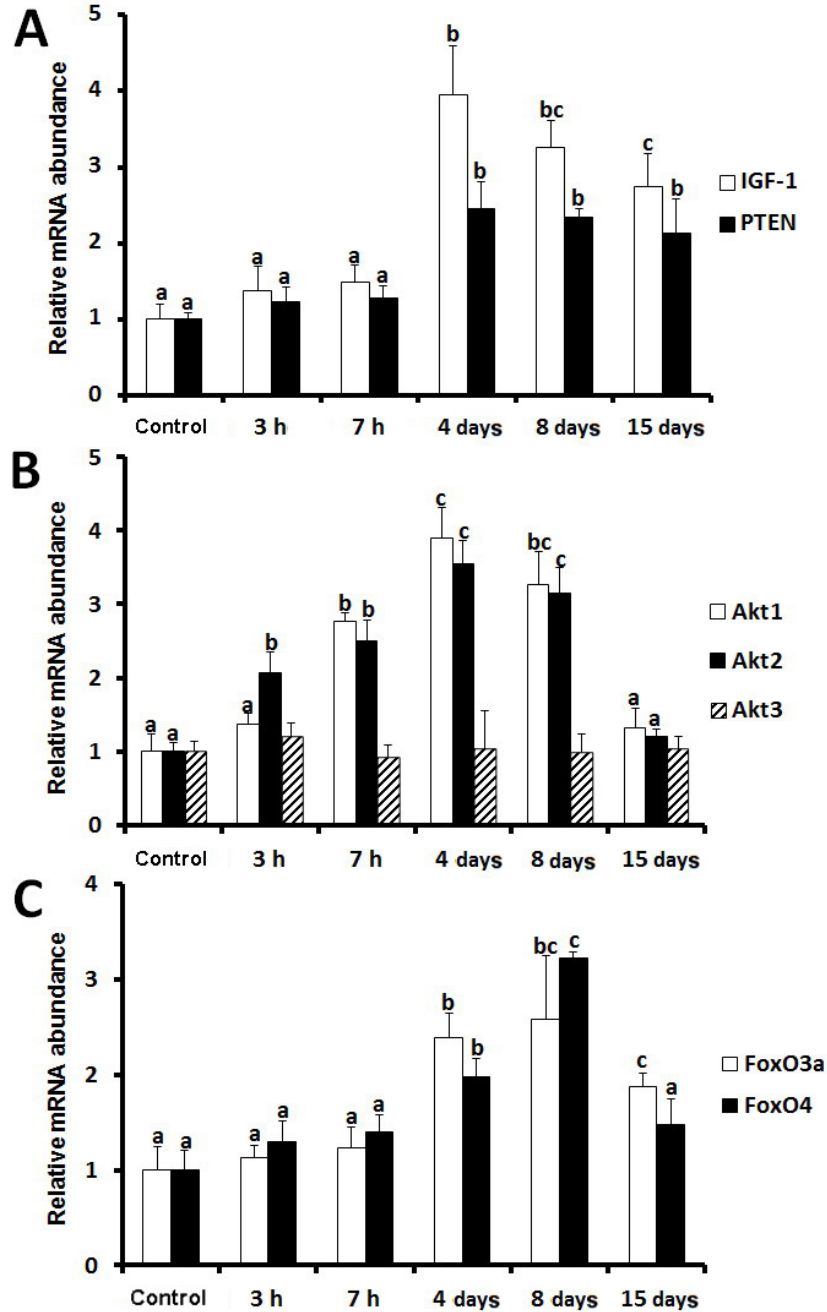 A
Relative mRNA abundance
5
4
3
2
1
0
a a
a a
a a
b b
bc b
c b
Control 3 h 7 h 4 days 8 days 15 days
IGF-1
PTEN
B
Relative mRNA abundance
5
4
3
2
1
0
a a
a b
b b
c c
bc c
a a
Control 3 h 7 h 4 days 8 days 15 days
Akt1
Akt2
Akt3
C
Relative mRNA abundance
4
3
2
1
0
a a
a a
a a
b b
bc c
c a
Control 3 h 7 h 4 days 8 days 15 days
FoxO3a
FoxO4